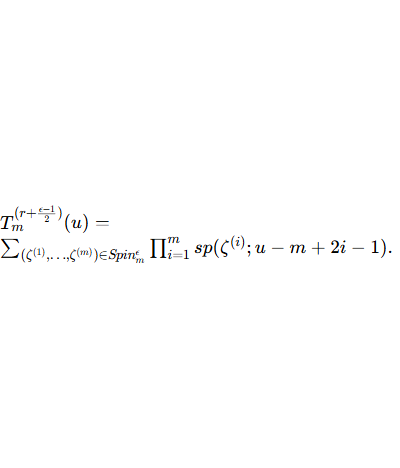 $T_m^{(r+\frac{\epsilon-1}{2})}(u) =$
$\sum_{(\zeta^{(1)},\ldots,\zeta^{(m)})\in Spin_m^{\epsilon}} \prod_{i=1}^{m} sp(\zeta^{(i)}; u - m + 2i - 1).$